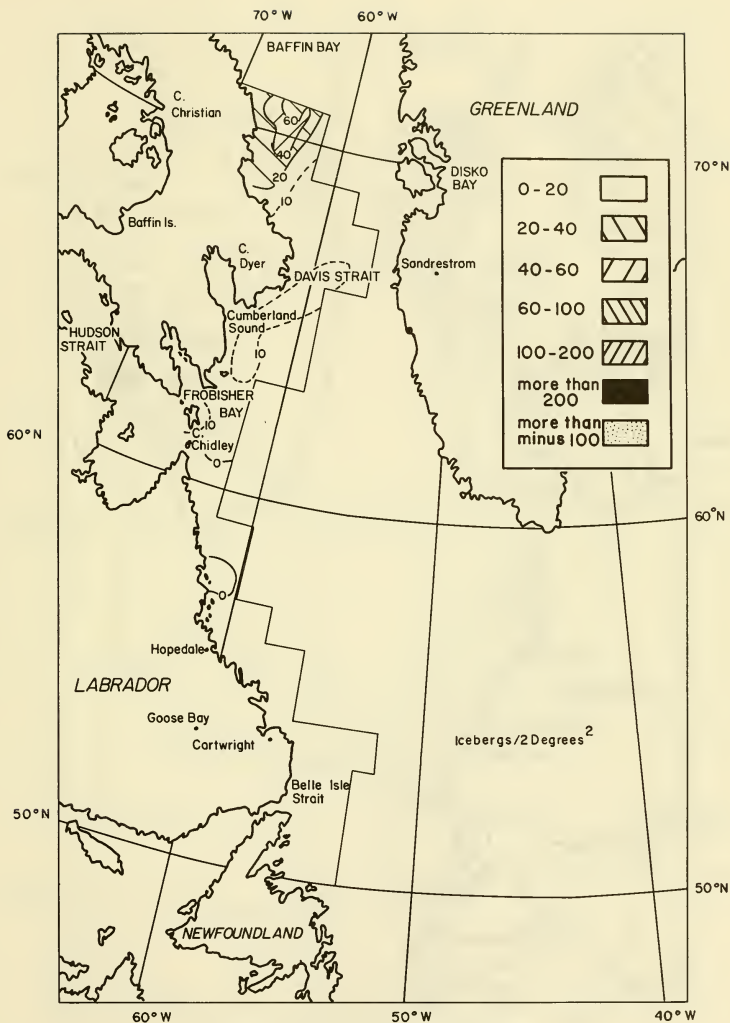 70° W 60° W
BAFFIN BAY
C.
Christian
GREENLAND
60
40
20
10
70° N
DISKO
BAY
Baffin Is.
C.
Dyer
DAVIS STRAIT
Sondrestrom
Cumberland
Sound
HUDSON
STRAIT
10
FROBISHER
BAY
10
C.
Chidley
0
60° N
60° N
0
Hopedale
LABRADOR
Goose Bay
Cartwright
Belle Isle
Strait
50° N
50° N
NEWFOUNDLAND
60° W 50° W 40° W
0-20
20-40
40-60
60-100
100-200
more than
200
more than
minus 100
Icebergs/2 Degrees²